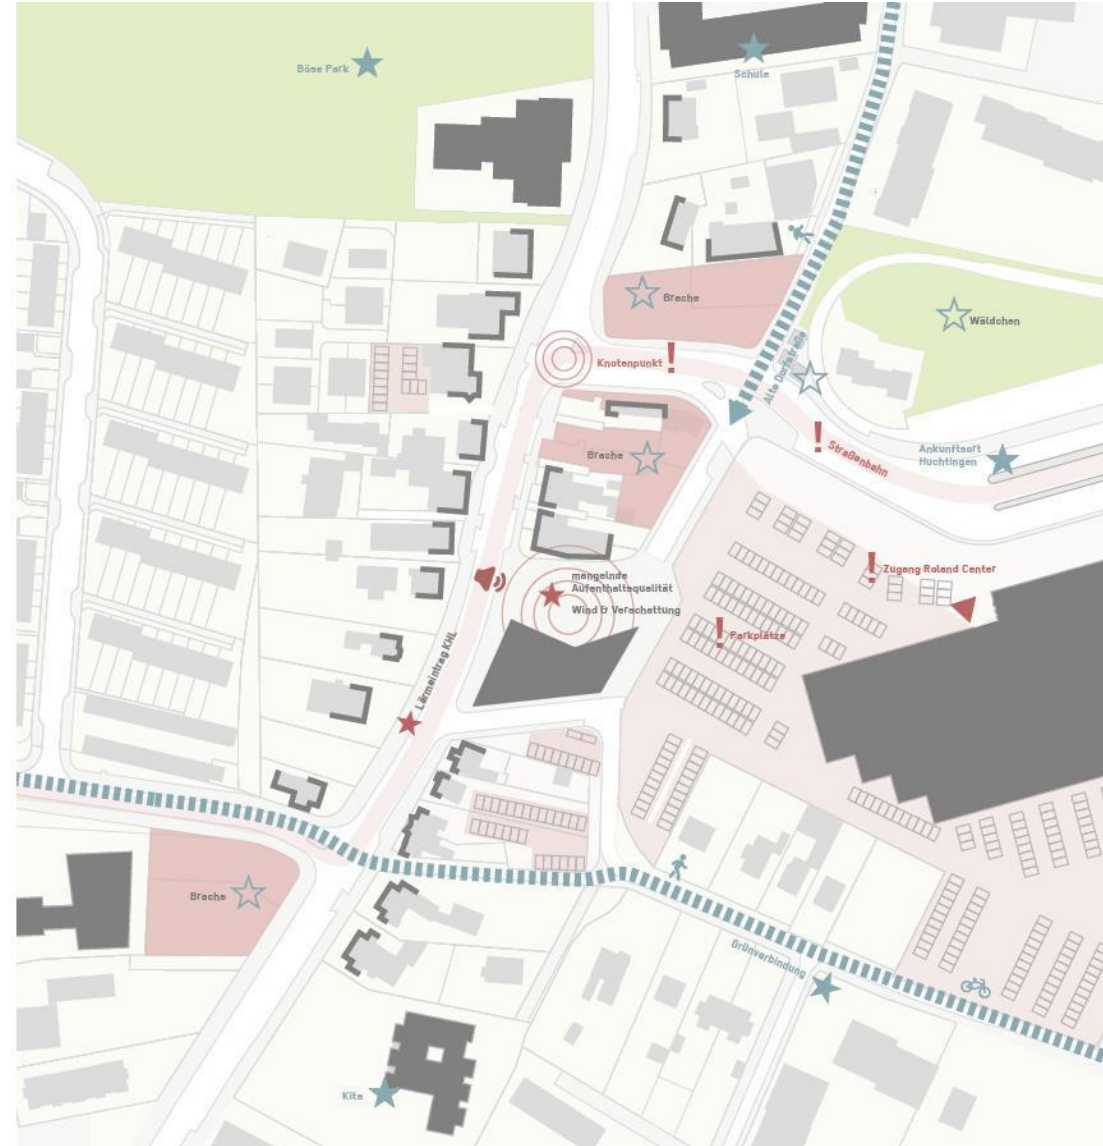 Böse Park
Schule
Brache
Wäldchen
Knotenpunkt
Alte Dorfstraße
Straßenbahn
Ankunftsort
Huchtingen
Brache
Zugang Roland Center
mangelnde
Aufenthaltsqualität
Wind & Verschattung
Parkplätze
Lärmeintrag KHL
Brache
Grünverbindung
Kita